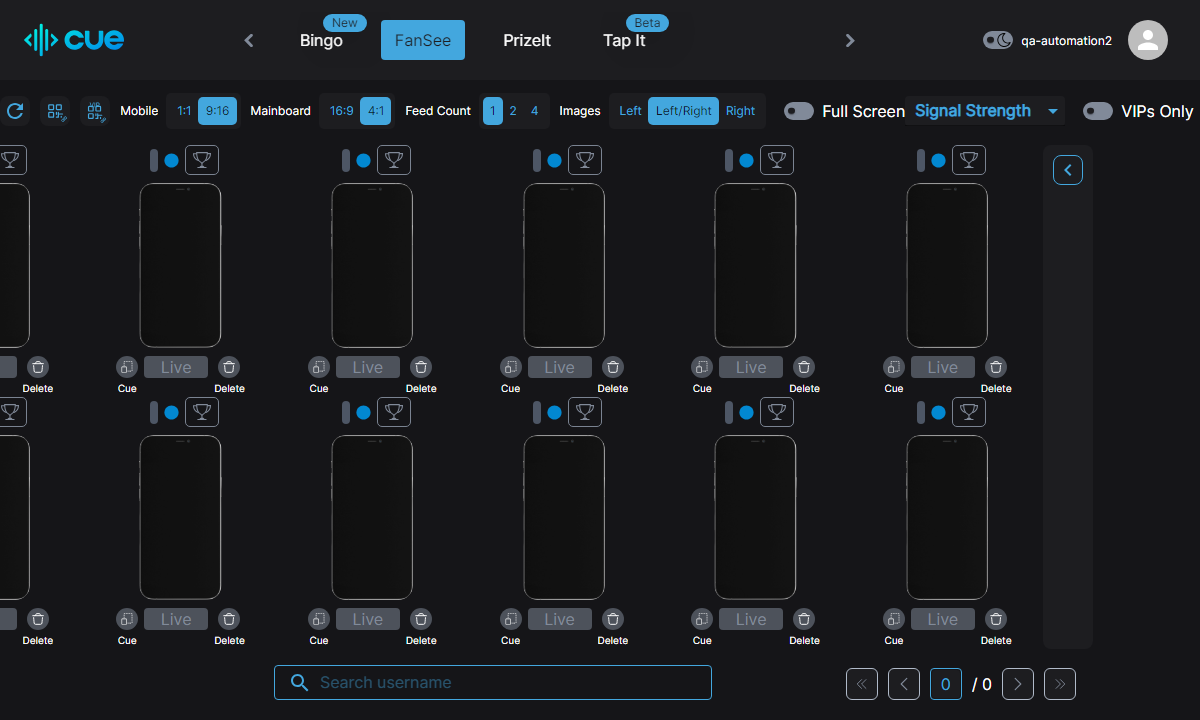 cue
New
Bingo
FanSee
PrizeIt
Beta
Tap It
qa-automation2
Mobile 1:1 9:16 Mainboard 16:9 4:1 Feed Count 1 2 4 Images Left Left/Right Right Full Screen Signal Strength VIPs Only
Live Live Live Live Live
Delete Cue Delete Cue Delete Cue Delete Cue Delete Cue Delete
Live Live Live Live Live
Delete Cue Delete Cue Delete Cue Delete Cue Delete Cue Delete
Search username
0 / 0